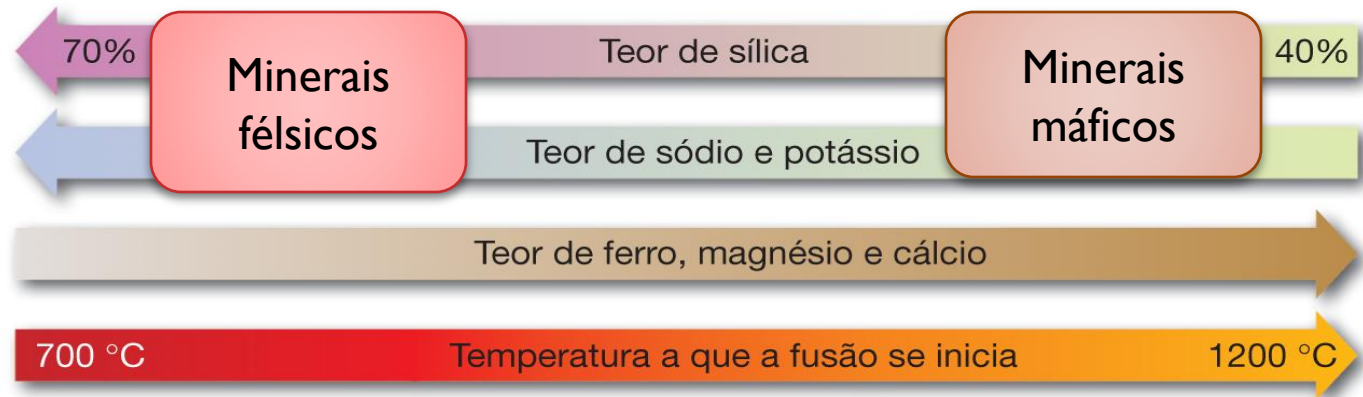 70% Teor de sílica 40%
Minerais
félsicos
Minerais
máficos
Teor de sódio e potássio
Teor de ferro, magnésio e cálcio
700 °C Temperatura a que a fusão se inicia 1200 °C